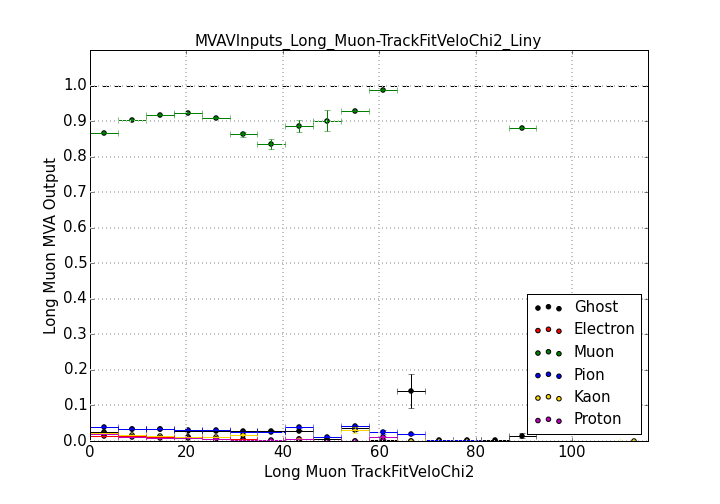 MVAVInputs_Long_Muon-TrackFitVeloChi2_Liny
Long Muon MVA Output
1.0
0.9
0.8
0.7
0.6
0.5
0.4
0.3
0.2
0.1
0.0
0 20 40 60 80 100
Long Muon TrackFitVeloChi2
Ghost
Electron
Muon
Pion
Kaon
Proton